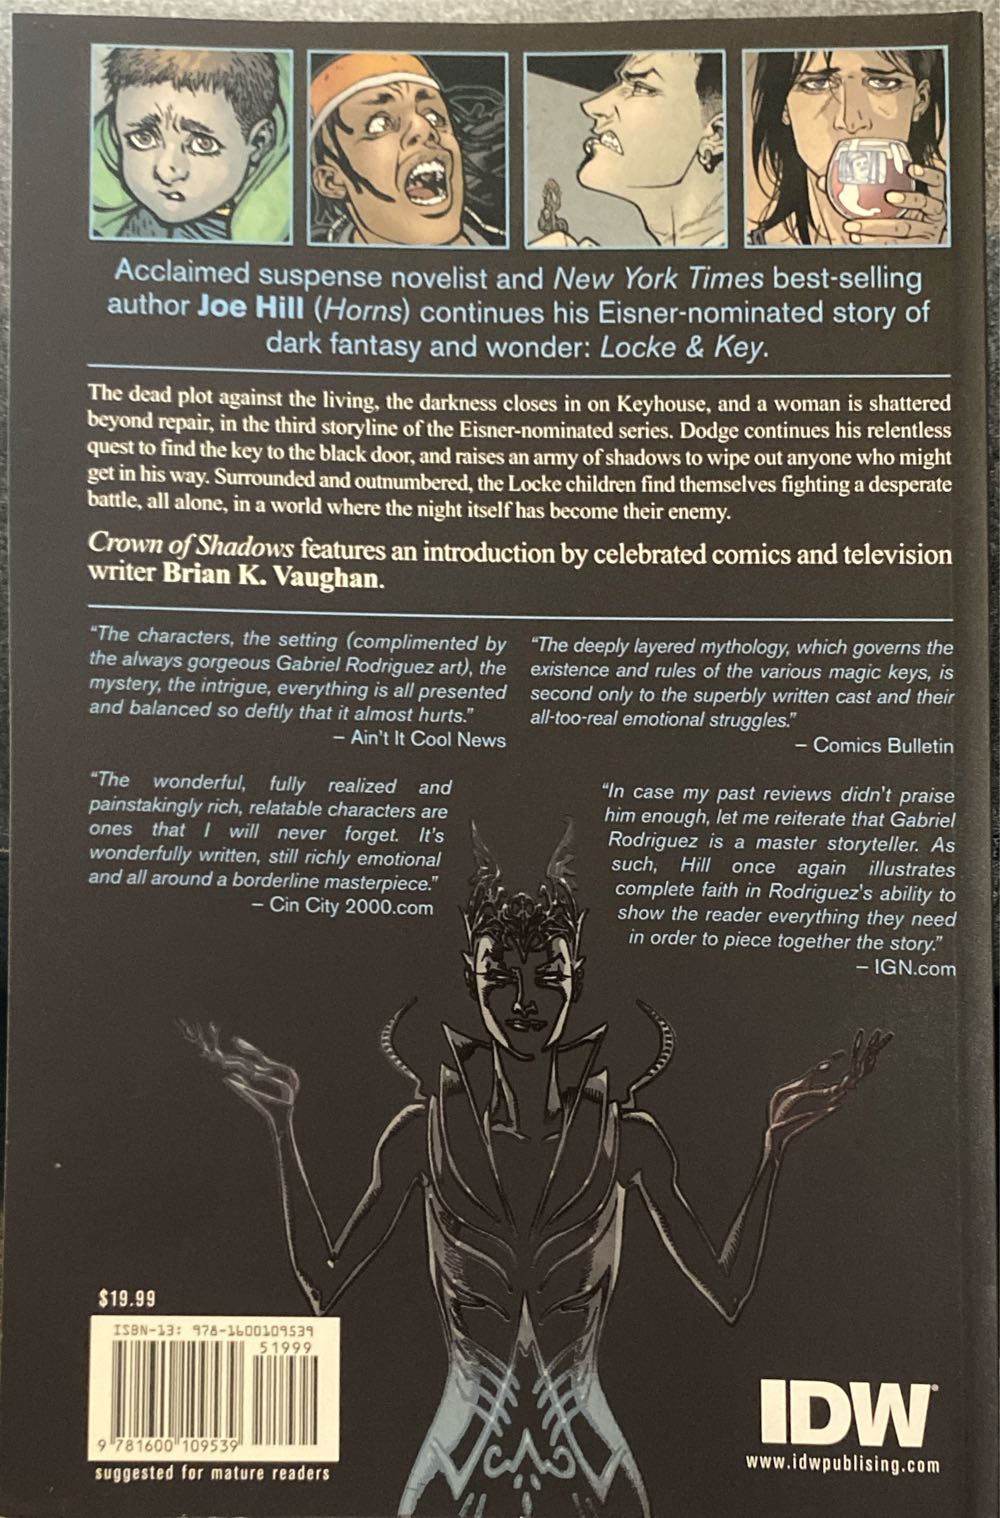 Acclaimed suspense novelist and New York Times best-selling
author Joe Hill (Horns) continues his Eisner-nominated story of
dark fantasy and wonder: Locke & Key.
The dead plot against the living, the darkness closes in on Keyhouse, and a woman is shattered
beyond repair, in the third storyline of the Eisner-nominated series. Dodge continues his relentless
quest to find the key to the black door, and raises an army of shadows to wipe out anyone who might
get in his way. Surrounded and outnumbered, the Locke children find themselves fighting a desperate
battle, all alone, in a world where the night itself has become their enemy.
Crown of Shadows features an introduction by celebrated comics and television
writer Brian K. Vaughan.
"The characters, the setting (complimented by
the always gorgeous Gabriel Rodriguez art), the
mystery, the intrigue, everything is all presented
and balanced so deftly that it almost hurts."
– Ain't It Cool News
"The deeply layered mythology, which governs the
existence and rules of the various magic keys, is
second only to the superbly written cast and their
all-too-real emotional struggles."
– Comics Bulletin
"The wonderful, fully realized and
painstakingly rich, relatable characters are
ones that I will never forget. It's
wonderfully written, still richly emotional
and all around a borderline masterpiece."
– Cin City 2000.com
"In case my past reviews didn't praise
him enough, let me reiterate that Gabriel
Rodriguez is a master storyteller. As
such, Hill once again illustrates
complete faith in Rodriguez's ability to
show the reader everything they need
in order to piece together the story."
– IGN.com
$19.99
ISBN-13: 978-1600109539
51999
9 781600 109539
suggested for mature readers
IDW®
www.idwpublising.com